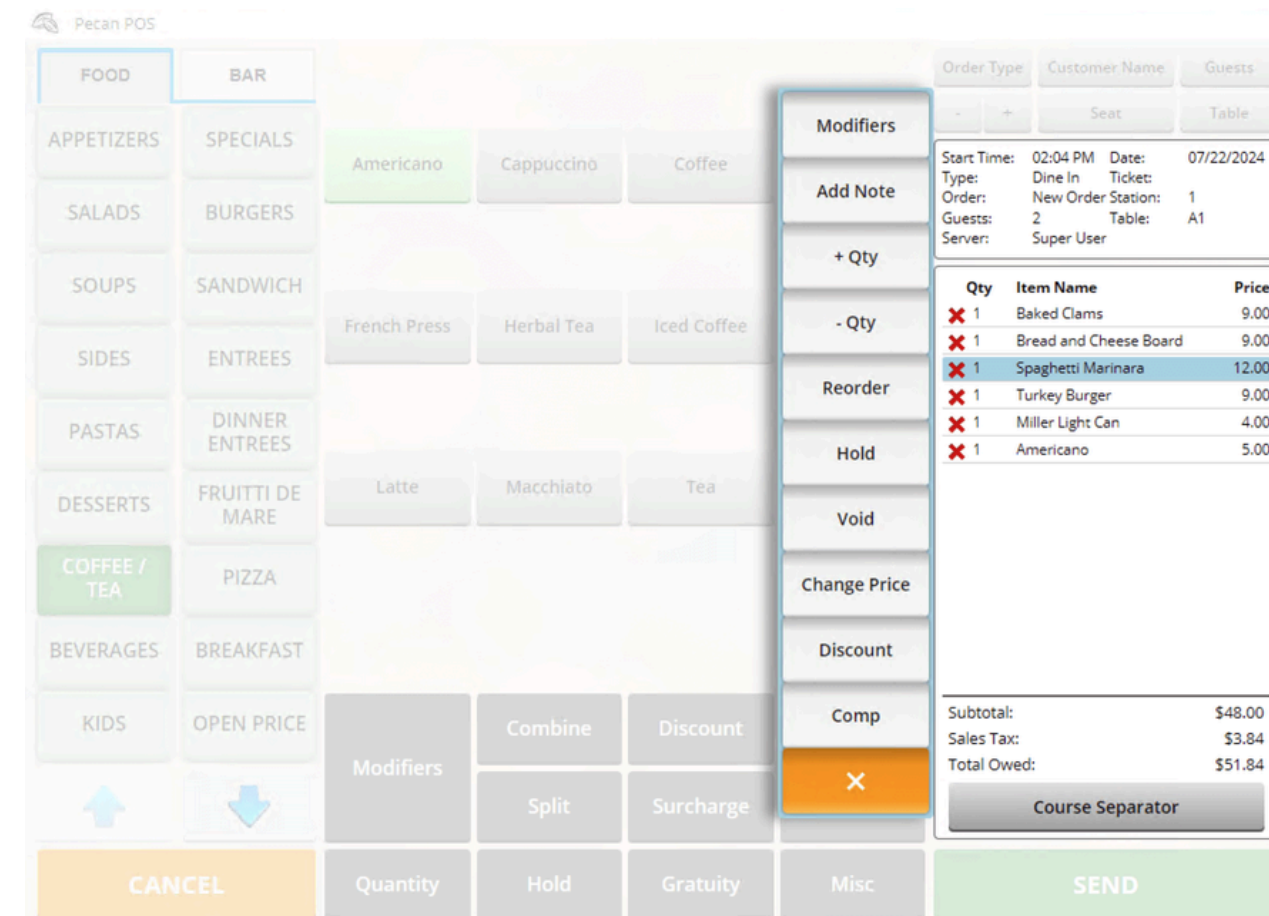 Pecan POS
FOOD BAR
APPETIZERS SPECIALS
SALADS BURGERS
SOUPS SANDWICH
SIDES ENTREES
PASTAS DINNER
ENTREES
DESSERTS FRUITTI DE
MARE
COFFEE /
TEA PIZZA
BEVERAGES BREAKFAST
KIDS OPEN PRICE
CANCEL
Americano Cappuccino Coffee
French Press Herbal Tea Iced Coffee
Latte Macchiato Tea
Modifiers Combine Discount
Split Surcharge
Quantity Hold Gratuity Misc
Modifiers
Add Note
+ Qty
- Qty
Reorder
Hold
Void
Change Price
Discount
Comp
×
Order Type Customer Name Guests
- + Seat Table
Start Time: 02:04 PM Date: 07/22/2024
Type: Dine In Ticket:
Order: New Order Station: 1
Guests: 2 Table: A1
Server: Super User
Qty Item Name Price
1 Baked Clams 9.00
1 Bread and Cheese Board 9.00
1 Spaghetti Marinara 12.00
1 Turkey Burger 9.00
1 Miller Light Can 4.00
1 Americano 5.00
Subtotal: $48.00
Sales Tax: $3.84
Total Owed: $51.84
Course Separator
SEND